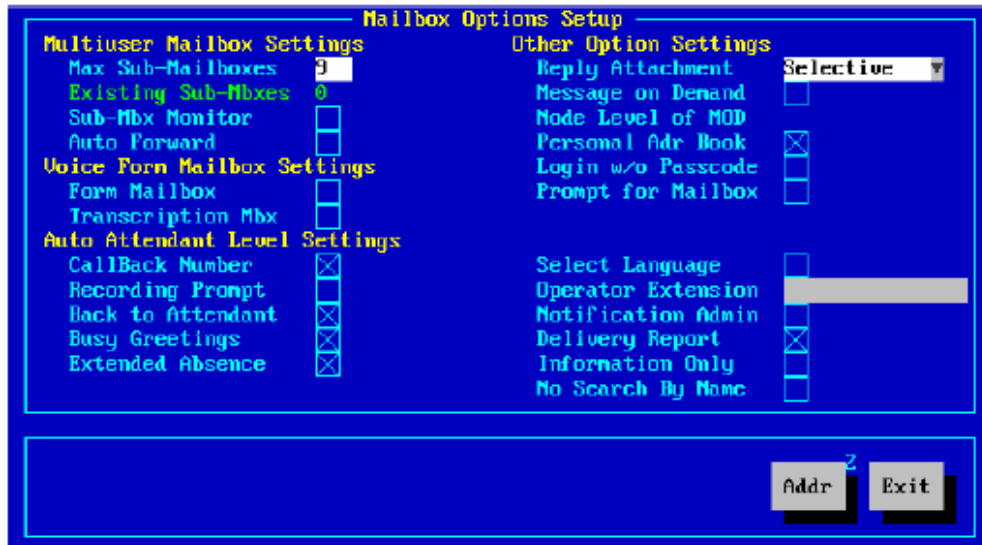 Mailbox Options Setup
Multiuser Mailbox Settings
Max Sub-Mailboxes 9
Existing Sub-Mbxes 0
Sub-Mbx Monitor
Auto Forward
Voice Form Mailbox Settings
Form Mailbox
Transcription Mbx
Auto Attendant Level Settings
CallBack Number
Recording Prompt
Back to Attendant
Busy Greetings
Extended Absence
Other Option Settings
Reply Attachment Selective
Message on Demand
Node Level of MOD
Personal Adr Book
Login w/o Passcode
Prompt for Mailbox
Select Language
Operator Extension
Notification Admin
Delivery Report
Information Only
No Search By Name
Z
Addr Exit